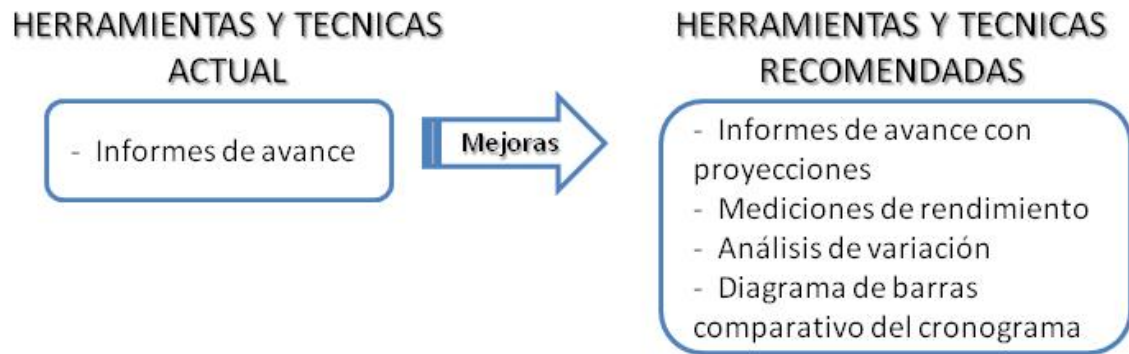 HERRAMIENTAS Y TECNICAS
ACTUAL
- Informes de avance
Mejoras
HERRAMIENTAS Y TECNICAS
RECOMENDADAS
- Informes de avance con
proyecciones
- Mediciones de rendimiento
- Análisis de variación
- Diagrama de barras
comparativo del cronograma